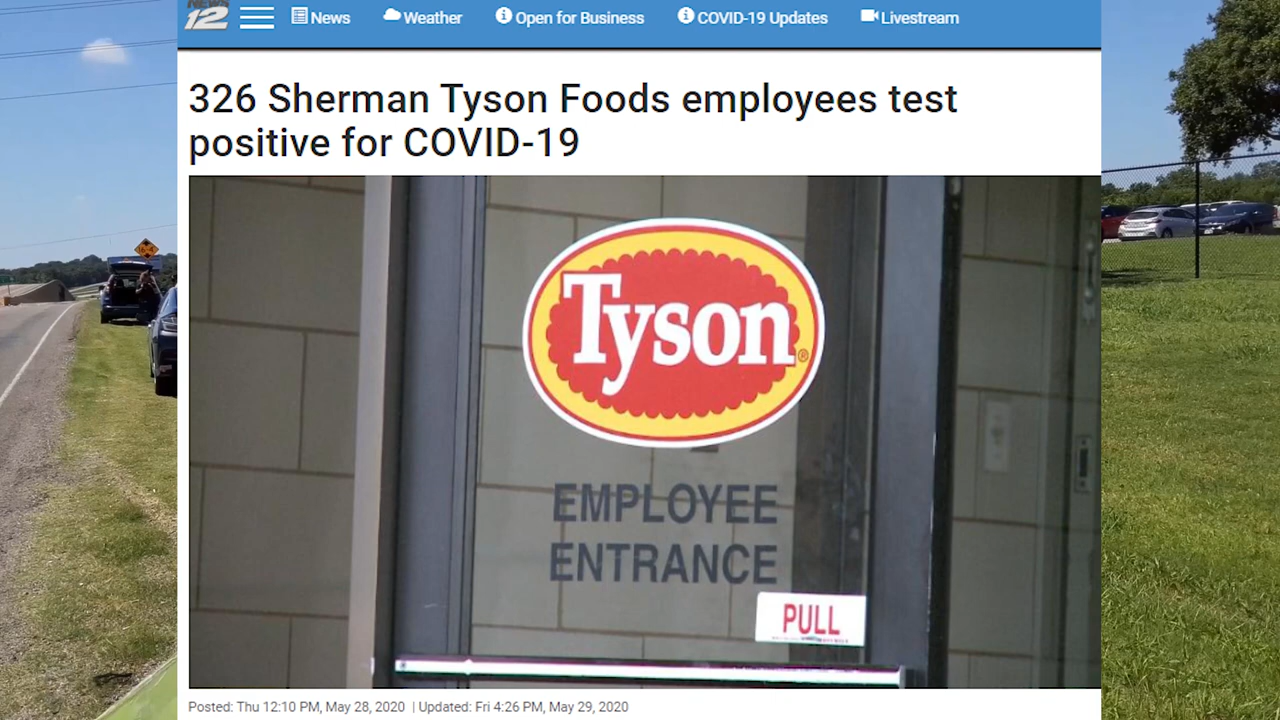 NEWS
12
News Weather Open for Business COVID-19 Updates Livestream
326 Sherman Tyson Foods employees test
positive for COVID-19
Tyson®
EMPLOYEE
ENTRANCE
PULL
Posted: Thu 12:10 PM, May 28, 2020 | Updated: Fri 4:26 PM, May 29, 2020